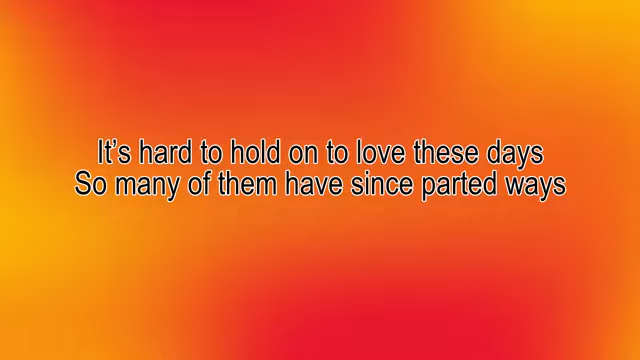 It’s hard to hold on to love these days
So many of them have since parted ways